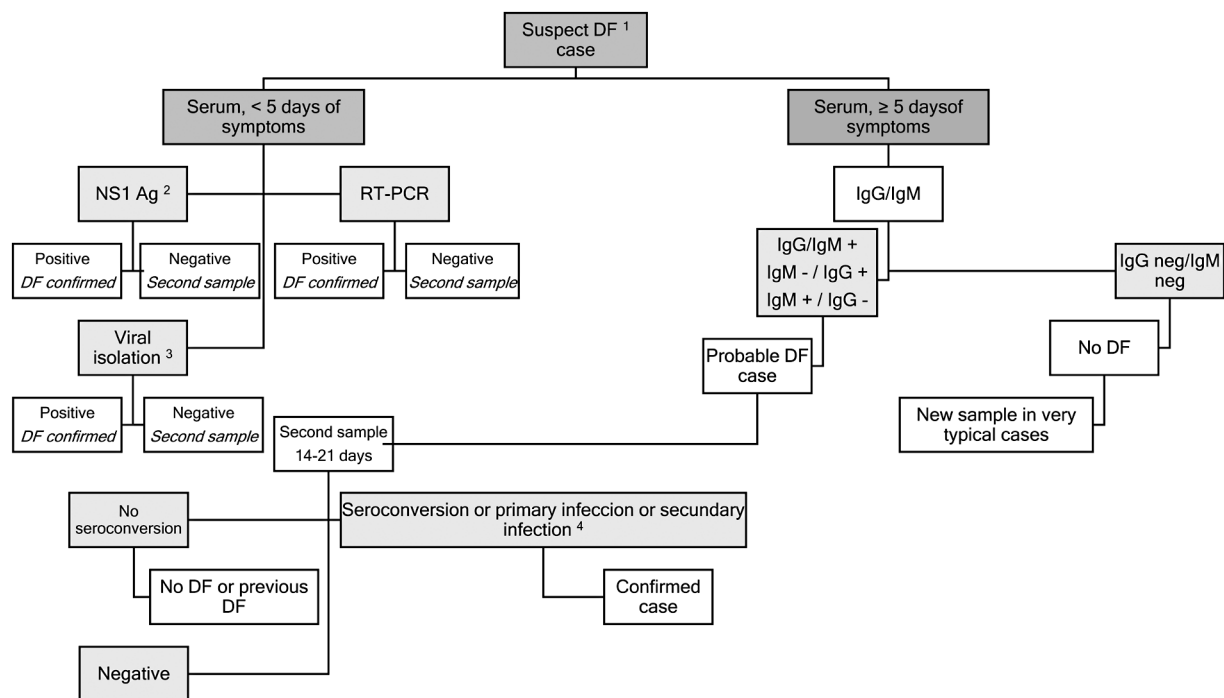 Suspect DF ¹
case
Serum, < 5 days of
symptoms
Serum, ≥ 5 daysof
symptoms
NS1 Ag ²
RT-PCR
IgG/IgM
Positive
DF confirmed
Negative
Second sample
Positive
DF confirmed
Negative
Second sample
IgG/IgM +
IgM - / IgG +
IgM + / IgG -
IgG neg/IgM
neg
Viral
isolation ³
Probable DF
case
No DF
Positive
DF confirmed
Negative
Second sample
Second sample
14-21 days
New sample in very
typical cases
No
seroconversion
Seroconversion or primary infeccion or secundary
infection ⁴
No DF or previous
DF
Confirmed
case
Negative